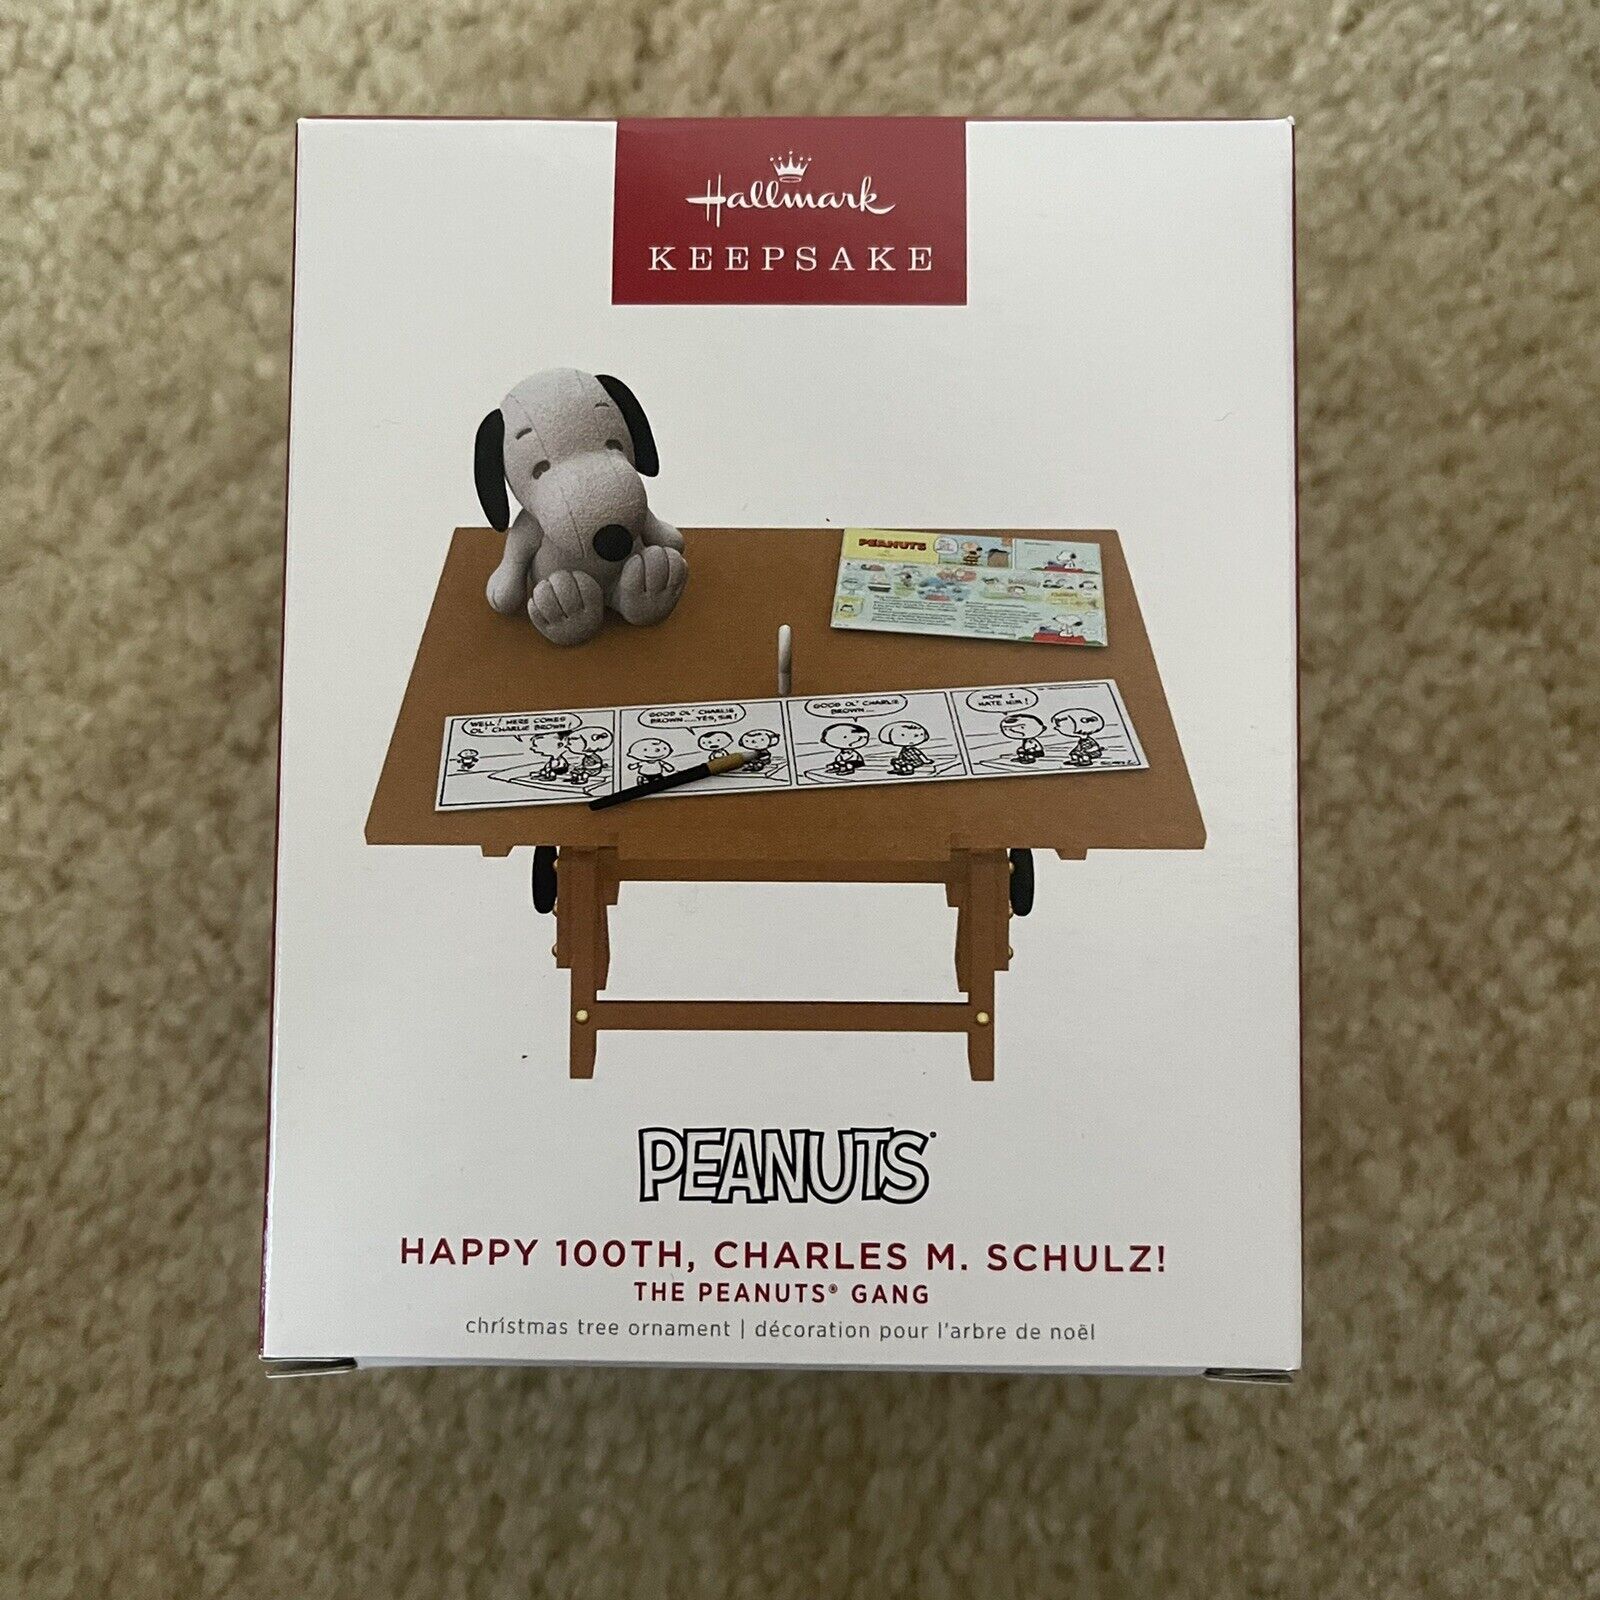 Hallmark
KEEPSAKE
PEANUTS
WELL! HERE COMES
OL' CHARLIE BROWN!
GOOD OL' CHARLIE
BROWN....YES, SIR!
GOOD OL' CHARLIE
BROWN...
HOW I
HATE HIM!
PEANUTS®
HAPPY 100TH, CHARLES M. SCHULZ!
THE PEANUTS® GANG
christmas tree ornament | décoration pour l'arbre de noël